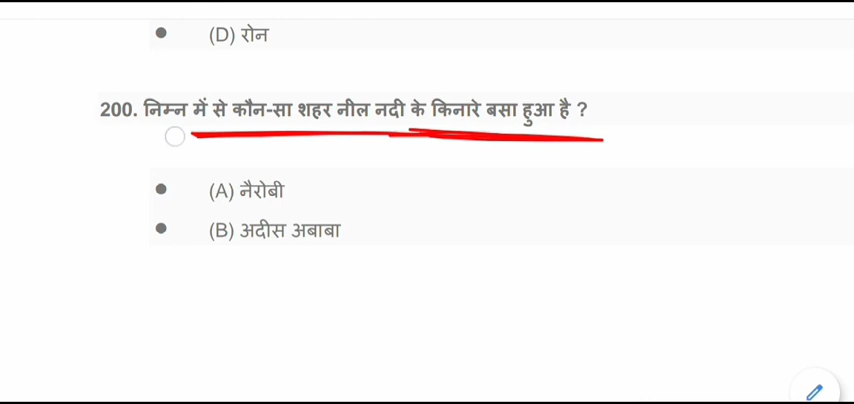 (D) रोन
200. निम्न में से कौन-सा शहर नील नदी के किनारे बसा हुआ है ?
(A) नैरोबी
(B) अदीस अबाबा